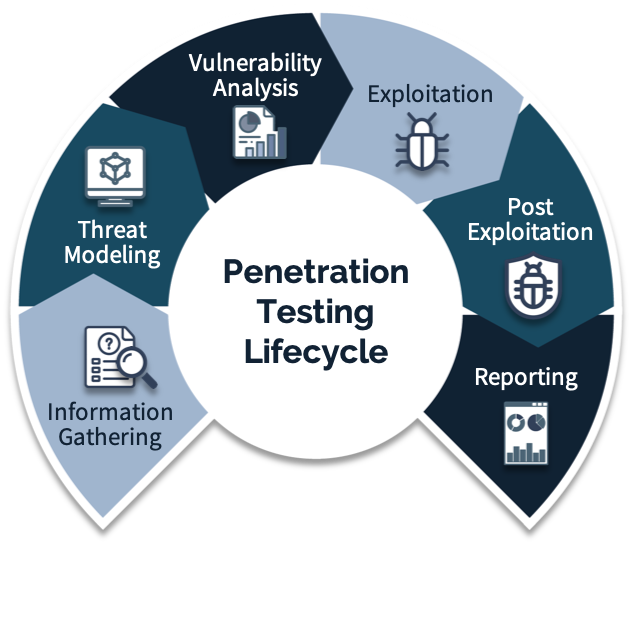 Vulnerability
Analysis
Exploitation
Threat
Modeling
Post
Exploitation
Penetration
Testing
Lifecycle
Information
Gathering
Reporting
?